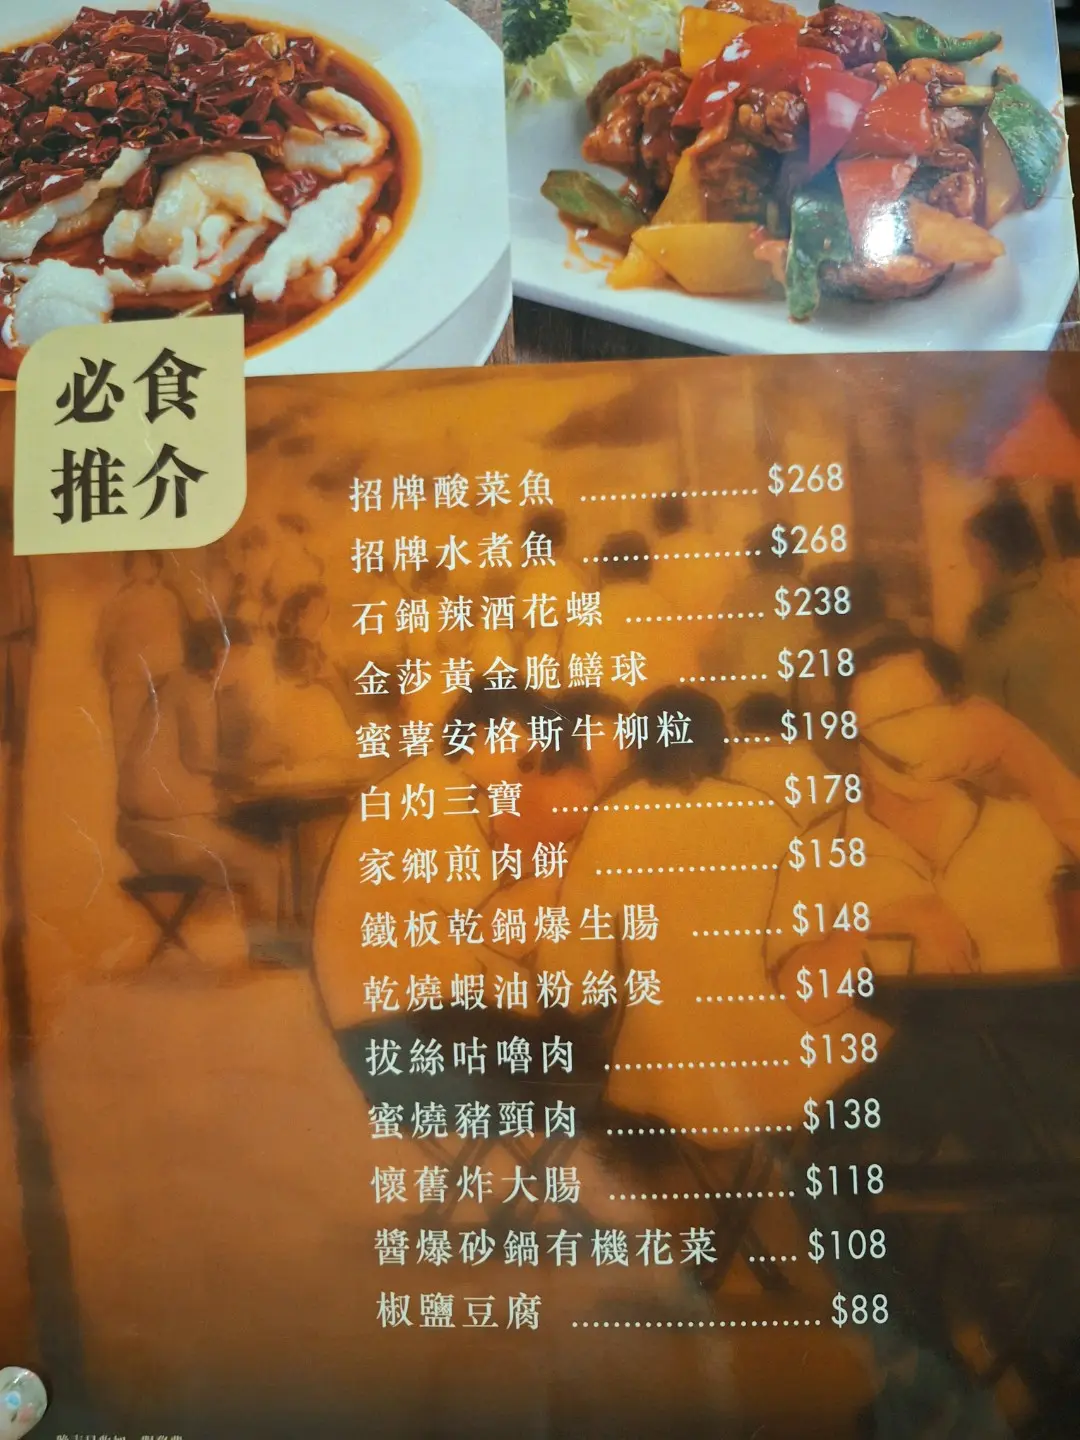 必食
推介
招牌酸菜魚 .................. $268
招牌水煮魚 .................. $268
石鍋辣酒花螺 .............. $238
金莎黃金脆鱔球 ......... $218
蜜薯安格斯牛柳粒 ..... $198
白灼三寶 ...................... $178
家鄉煎肉餅 .................. $158
鐵板乾鍋爆生腸 ......... $148
乾燒蝦油粉絲煲 ......... $148
拔絲咕嚕肉 .................. $138
蜜燒豬頸肉 .................. $138
懷舊炸大腸 .................. $118
醬爆砂鍋有機花菜 ..... $108
椒鹽豆腐 ......................... $88